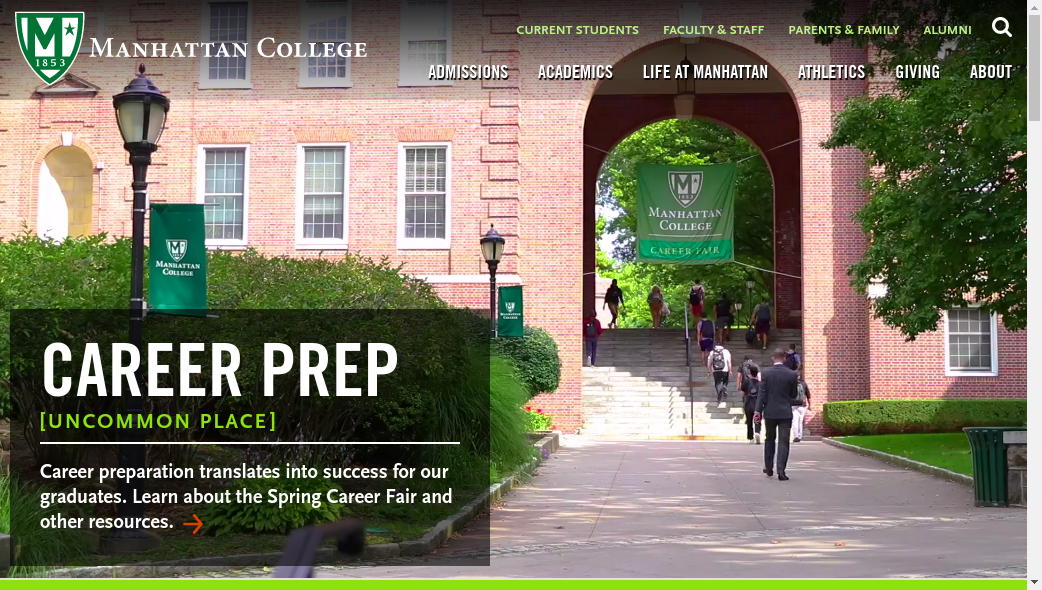 MANHATTAN COLLEGE
1853
CURRENT STUDENTS
FACULTY & STAFF
PARENTS & FAMILY
ALUMNI
ADMISSIONS
ACADEMICS
LIFE AT MANHATTAN
ATHLETICS
GIVING
ABOUT
MANHATTAN
COLLEGE
CAREER FAIR
MANHATTAN
COLLEGE
MANHATTAN
COLLEGE
CAREER PREP
[UNCOMMON PLACE]
Career preparation translates into success for our
graduates. Learn about the Spring Career Fair and
other resources.